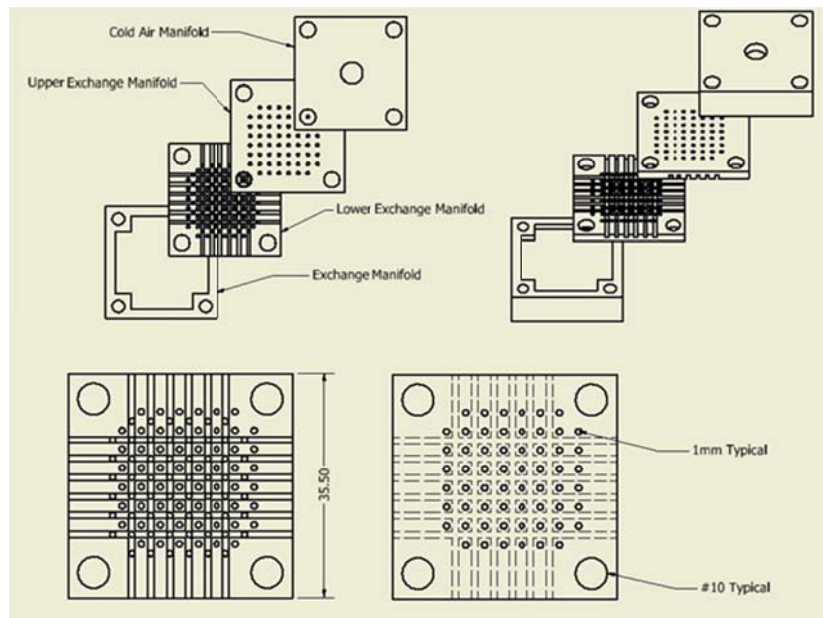 Cold Air Manifold
Upper Exchange Manifold
Lower Exchange Manifold
Exchange Manifold
35.50
1mm Typical
#10 Typical